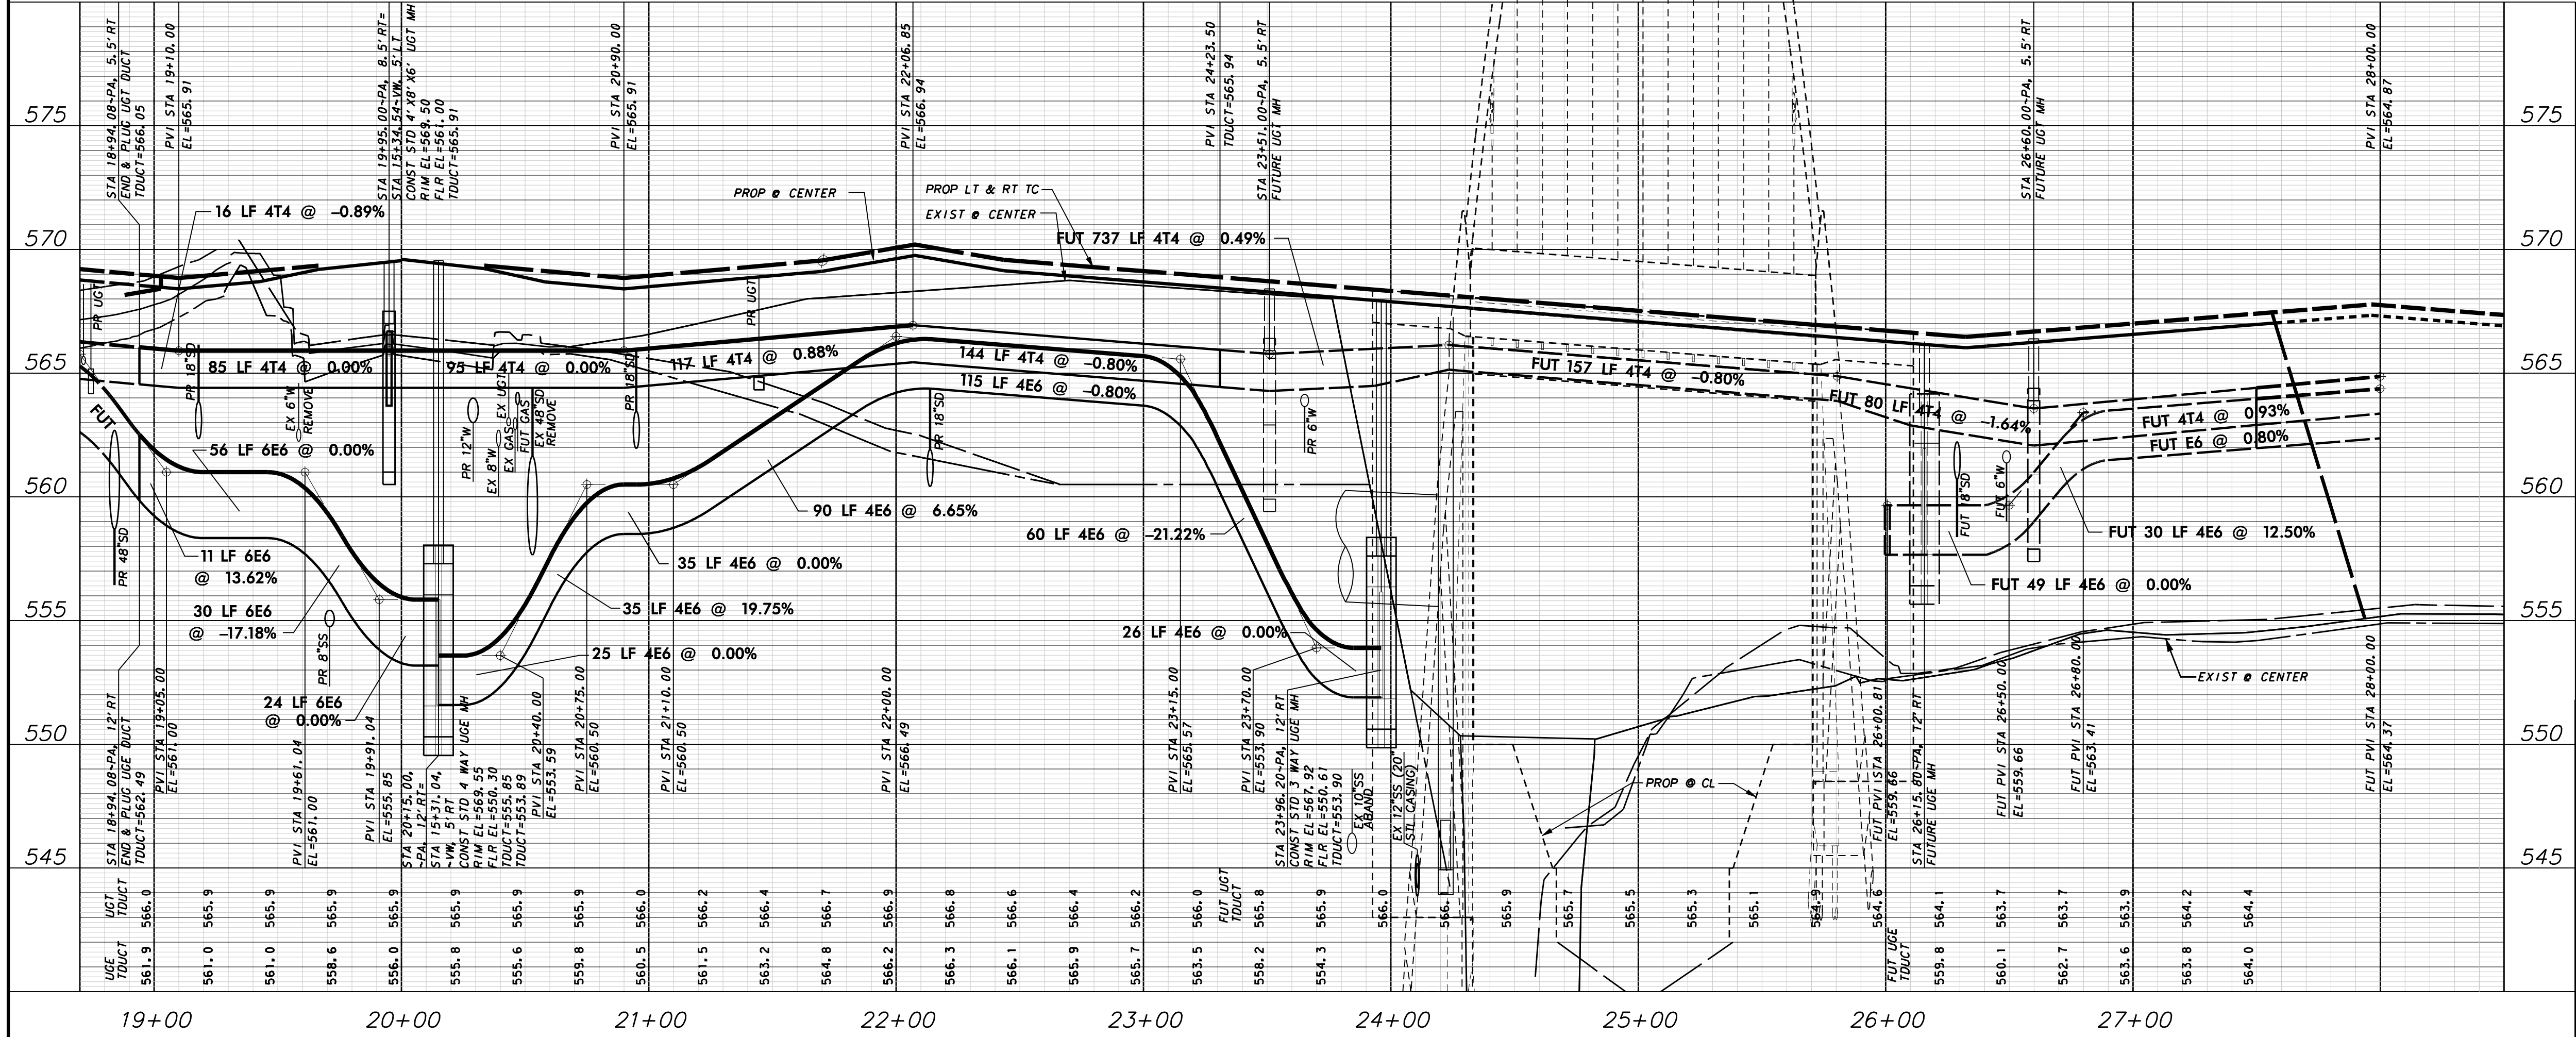 STA 18+94.08~PA, 5.5' RT
END & PLUG UGT DUCT
TDUCT=566.05
PVI STA 19+10.00
EL=565.91
STA 19+95.00~PA, 8.5' RT=
STA 15+34.54~VW, 5' LT
CONST STD 4'X8'X6' UGT MH
RIM EL=569.50
FLR EL=561.00
TDUCT=565.91
PVI STA 20+90.00
EL=565.91
PVI STA 22+06.85
EL=566.94
PVI STA 24+23.50
TDUCT=565.94
STA 23+51.00~PA, 5.5' RT
FUTURE UGT MH
STA 26+60.00~PA, 5.5' RT
FUTURE UGT MH
PVI STA 28+00.00
EL=564.87
575
575
570
570
565
565
560
560
555
555
550
550
545
545
16 LF 4T4 @ -0.89%
PROP @ CENTER
PROP LT & RT TC
EXIST @ CENTER
FUT 737 LF 4T4 @ 0.49%
PR UGT
PR UGT
PR 18"SD
85 LF 4T4 @ 0.00%
95 LF 4T4 @ 0.00%
117 LF 4T4 @ 0.88%
144 LF 4T4 @ -0.80%
115 LF 4E6 @ -0.80%
FUT 157 LF 4T4 @ -0.80%
FUT 80 LF 4T4 @ -1.64%
FUT 4T4 @ 0.93%
FUT E6 @ 0.80%
FUT
EX 6"W
REMOVE
PR 12"W
EX 8"W
EX GAS
EX UGT
FUT GAS
EX 48"SD
REMOVE
PR 18"SD
PR 18"SD
PR 6"W
FUT 18"SD
FUT 6"W
56 LF 6E6 @ 0.00%
PR 48"SD
11 LF 6E6
@ 13.62%
30 LF 6E6
@ -17.18%
PR 8"SS
24 LF 6E6
@ 0.00%
90 LF 4E6 @ 6.65%
35 LF 4E6 @ 0.00%
35 LF 4E6 @ 19.75%
25 LF 4E6 @ 0.00%
60 LF 4E6 @ -21.22%
26 LF 4E6 @ 0.00%
FUT 30 LF 4E6 @ 12.50%
FUT 49 LF 4E6 @ 0.00%
EXIST @ CENTER
PROP @ CL
STA 18+94.08~PA, 12' RT
END & PLUG UGE DUCT
TDUCT=562.49
PVI STA 19+05.00
EL=561.00
PVI STA 19+61.04
EL=561.00
PVI STA 19+91.04
EL=555.85
STA 20+15.00,
~PA, 12' RT=
STA 15+31.04,
~VW, 5' RT
CONST STD 4 WAY UGE MH
RIM EL=569.55
FLR EL=550.30
TDUCT=555.85
TDUCT=553.89
PVI STA 20+40.00
EL=553.59
PVI STA 20+75.00
EL=560.50
PVI STA 21+10.00
EL=560.50
PVI STA 22+00.00
EL=566.49
PVI STA 23+15.00
EL=565.57
PVI STA 23+70.00
EL=553.90
STA 23+96.20~PA, 12' RT
CONST STD 3 WAY UGE MH
RIM EL=567.92
FLR EL=550.61
TDUCT=553.90
EX 10"SS
ABAND
EX 12"SS (20"
STL CASING)
FUT PVI STA 26+00.81
EL=559.66
STA 26+15.80~PA, 12' RT
FUTURE UGE MH
FUT PVI STA 26+50.00
EL=559.66
FUT PVI STA 26+80.00
EL=563.41
FUT PVI STA 28+00.00
EL=564.37
UGT
TDUCT
566.0 565.9 565.9 565.9 565.9 565.9 565.9 565.9 566.0 566.2 566.4 566.7 566.9 566.8 566.6 566.4 566.2 566.0
FUT UGT
TDUCT
565.8 565.9 566.0 566.1 565.9 565.7 565.5 565.3 565.1 564.9 564.6 564.1 563.7 563.7 563.9 564.2 564.4
UGE
TDUCT
561.9 561.0 561.0 558.6 556.0 555.8 555.6 559.8 560.5 561.5 563.2 564.8 566.2 566.3 566.1 565.9 565.7 563.5 558.2 554.3
FUT UGE
TDUCT
559.8 560.1 562.7 563.6 563.8 564.0
19+00 20+00 21+00 22+00 23+00 24+00 25+00 26+00 27+00